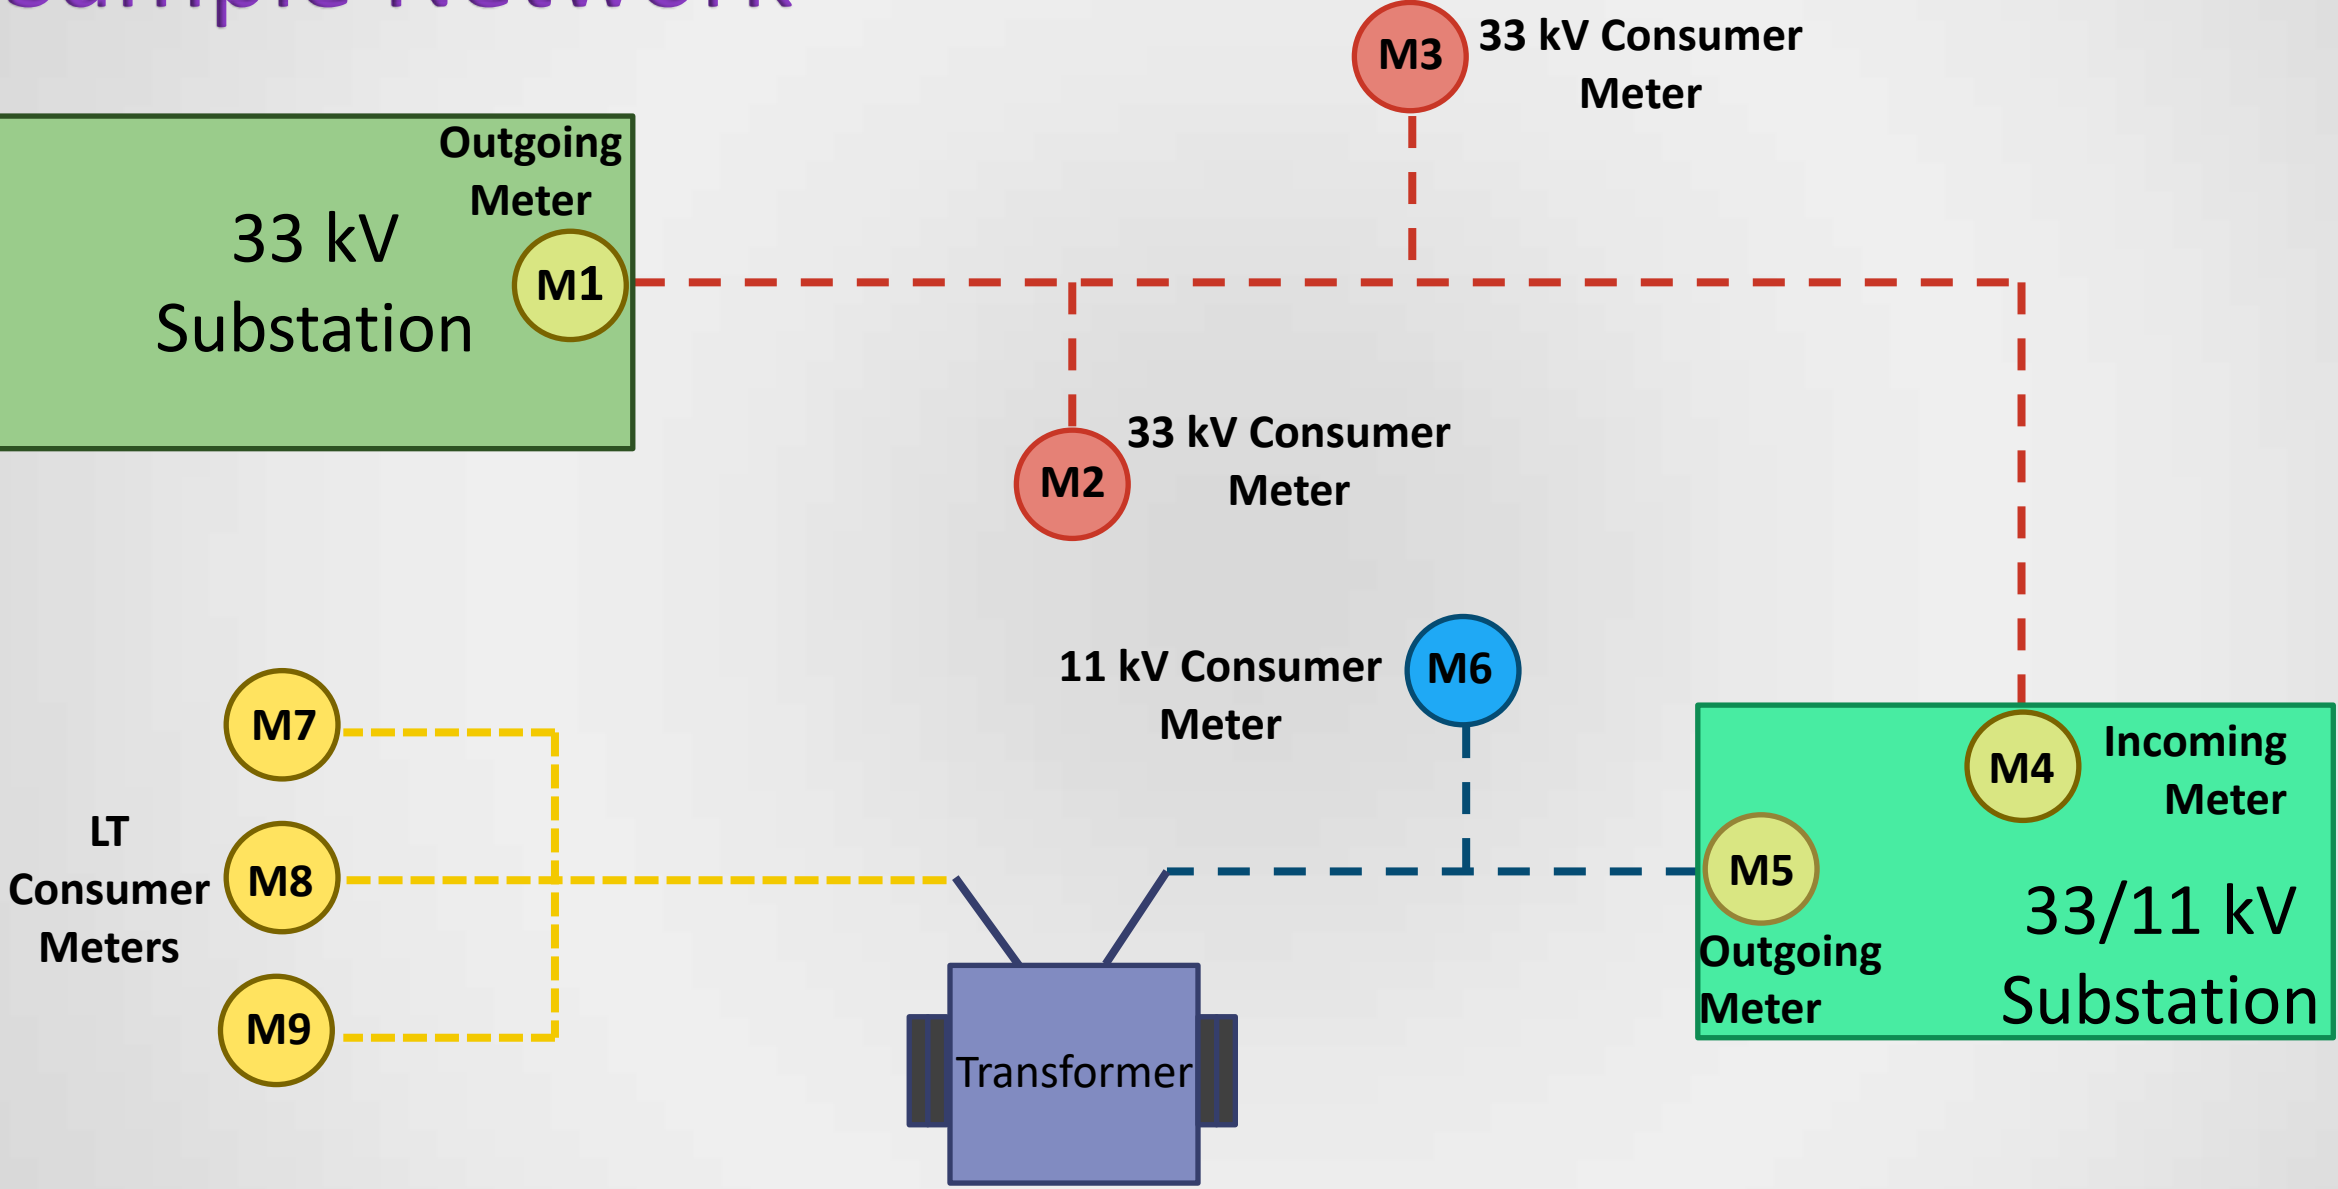 Sample Network
M3
33 kV Consumer
Meter
Outgoing
Meter
33 kV
Substation
M1
33 kV Consumer
Meter
M2
11 kV Consumer
Meter
M6
M7
M8
M9
LT
Consumer
Meters
Incoming
Meter
M4
M5
33/11 kV
Substation
Outgoing
Meter
Transformer